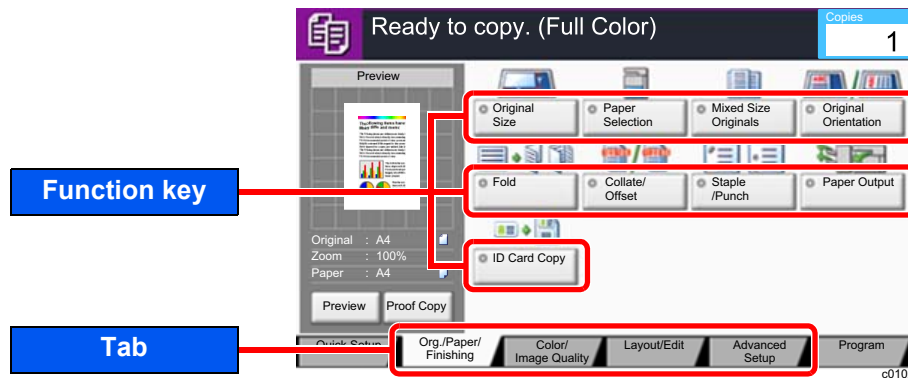 Ready to copy. (Full Color)
Copies
1
Preview
Original
Size
Paper
Selection
Mixed Size
Originals
Original
Orientation
Function key
Fold
Collate/
Offset
Staple
/Punch
Paper Output
Original : A4
Zoom : 100%
Paper : A4
ID Card Copy
Preview
Proof Copy
Tab
Quick Setup
Org./Paper/
Finishing
Color/
Image Quality
Layout/Edit
Advanced
Setup
Program
c010